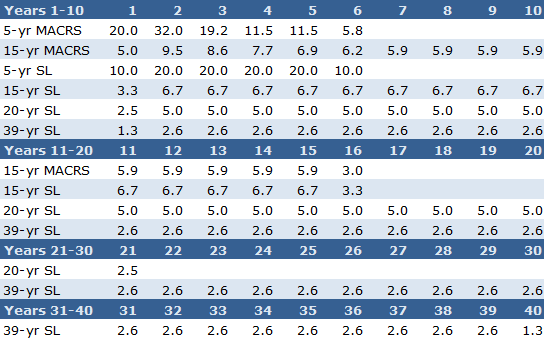 Years 1-10 1 2 3 4 5 6 7 8 9 10
5-yr MACRS 20.0 32.0 19.2 11.5 11.5 5.8
15-yr MACRS 5.0 9.5 8.6 7.7 6.9 6.2 5.9 5.9 5.9 5.9
5-yr SL 10.0 20.0 20.0 20.0 20.0 10.0
15-yr SL 3.3 6.7 6.7 6.7 6.7 6.7 6.7 6.7 6.7 6.7
20-yr SL 2.5 5.0 5.0 5.0 5.0 5.0 5.0 5.0 5.0 5.0
39-yr SL 1.3 2.6 2.6 2.6 2.6 2.6 2.6 2.6 2.6 2.6
Years 11-20 11 12 13 14 15 16 17 18 19 20
15-yr MACRS 5.9 5.9 5.9 5.9 5.9 3.0
15-yr SL 6.7 6.7 6.7 6.7 6.7 3.3
20-yr SL 5.0 5.0 5.0 5.0 5.0 5.0 5.0 5.0 5.0 5.0
39-yr SL 2.6 2.6 2.6 2.6 2.6 2.6 2.6 2.6 2.6 2.6
Years 21-30 21 22 23 24 25 26 27 28 29 30
20-yr SL 2.5
39-yr SL 2.6 2.6 2.6 2.6 2.6 2.6 2.6 2.6 2.6 2.6
Years 31-40 31 32 33 34 35 36 37 38 39 40
39-yr SL 2.6 2.6 2.6 2.6 2.6 2.6 2.6 2.6 2.6 1.3